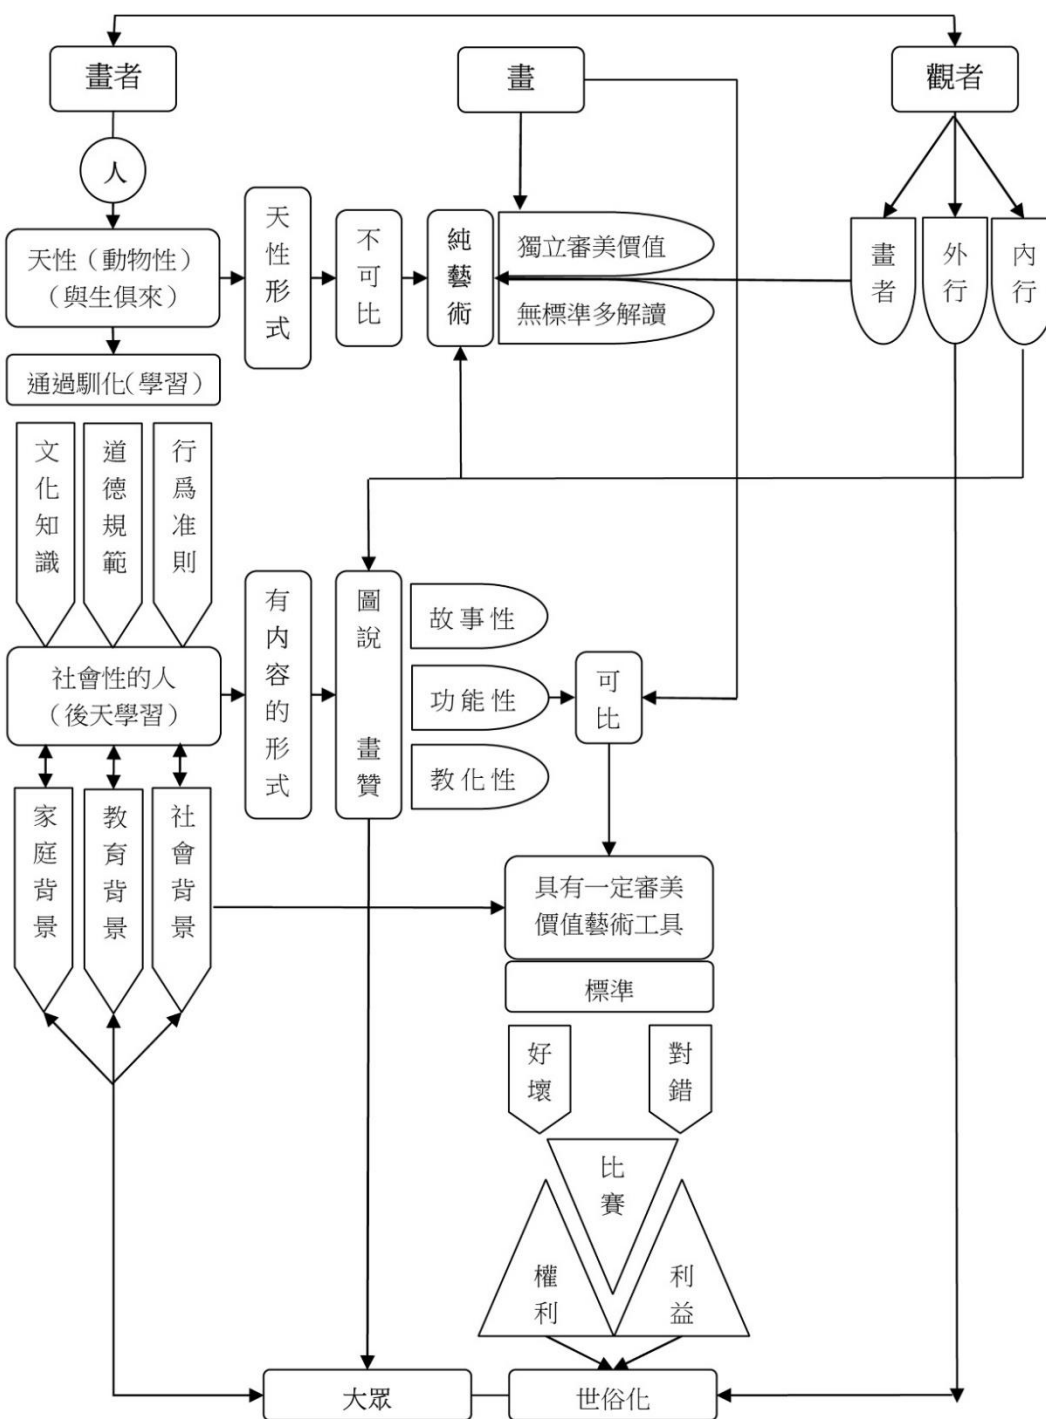 畫者
畫
觀者
人
天性（動物性）
（與生俱來）
天性形式
不可比
純藝術
獨立審美價值
無標準多解讀
畫者
外行
內行
通過馴化（學習）
文化知識
道德規範
行爲准則
社會性的人
（後天學習）
有内容的形式
圖說 畫贊
故事性
功能性
教化性
可比
家庭背景
教育背景
社會背景
具有一定審美
價值藝術工具
標準
好壞
對錯
比賽
權利
利益
大眾
世俗化